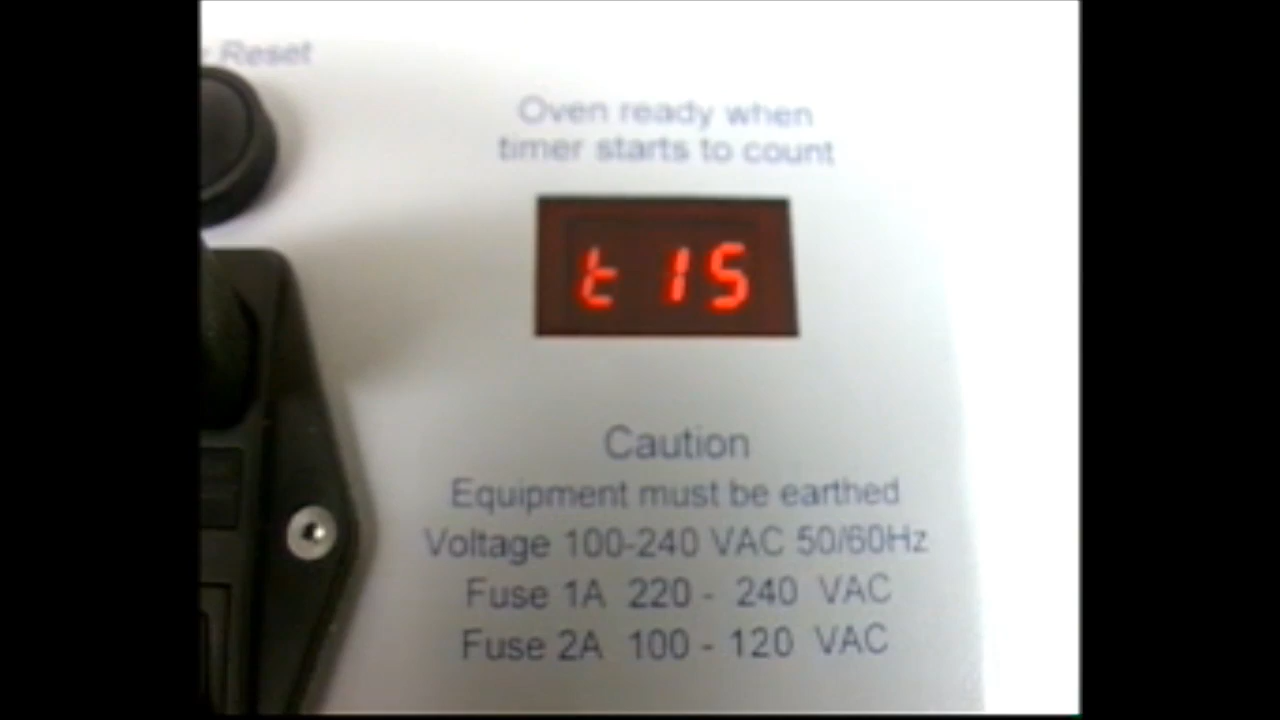 Reset
Oven ready when
timer starts to count
t 15
Caution
Equipment must be earthed
Voltage 100-240 VAC 50/60Hz
Fuse 1A 220 - 240 VAC
Fuse 2A 100 - 120 VAC